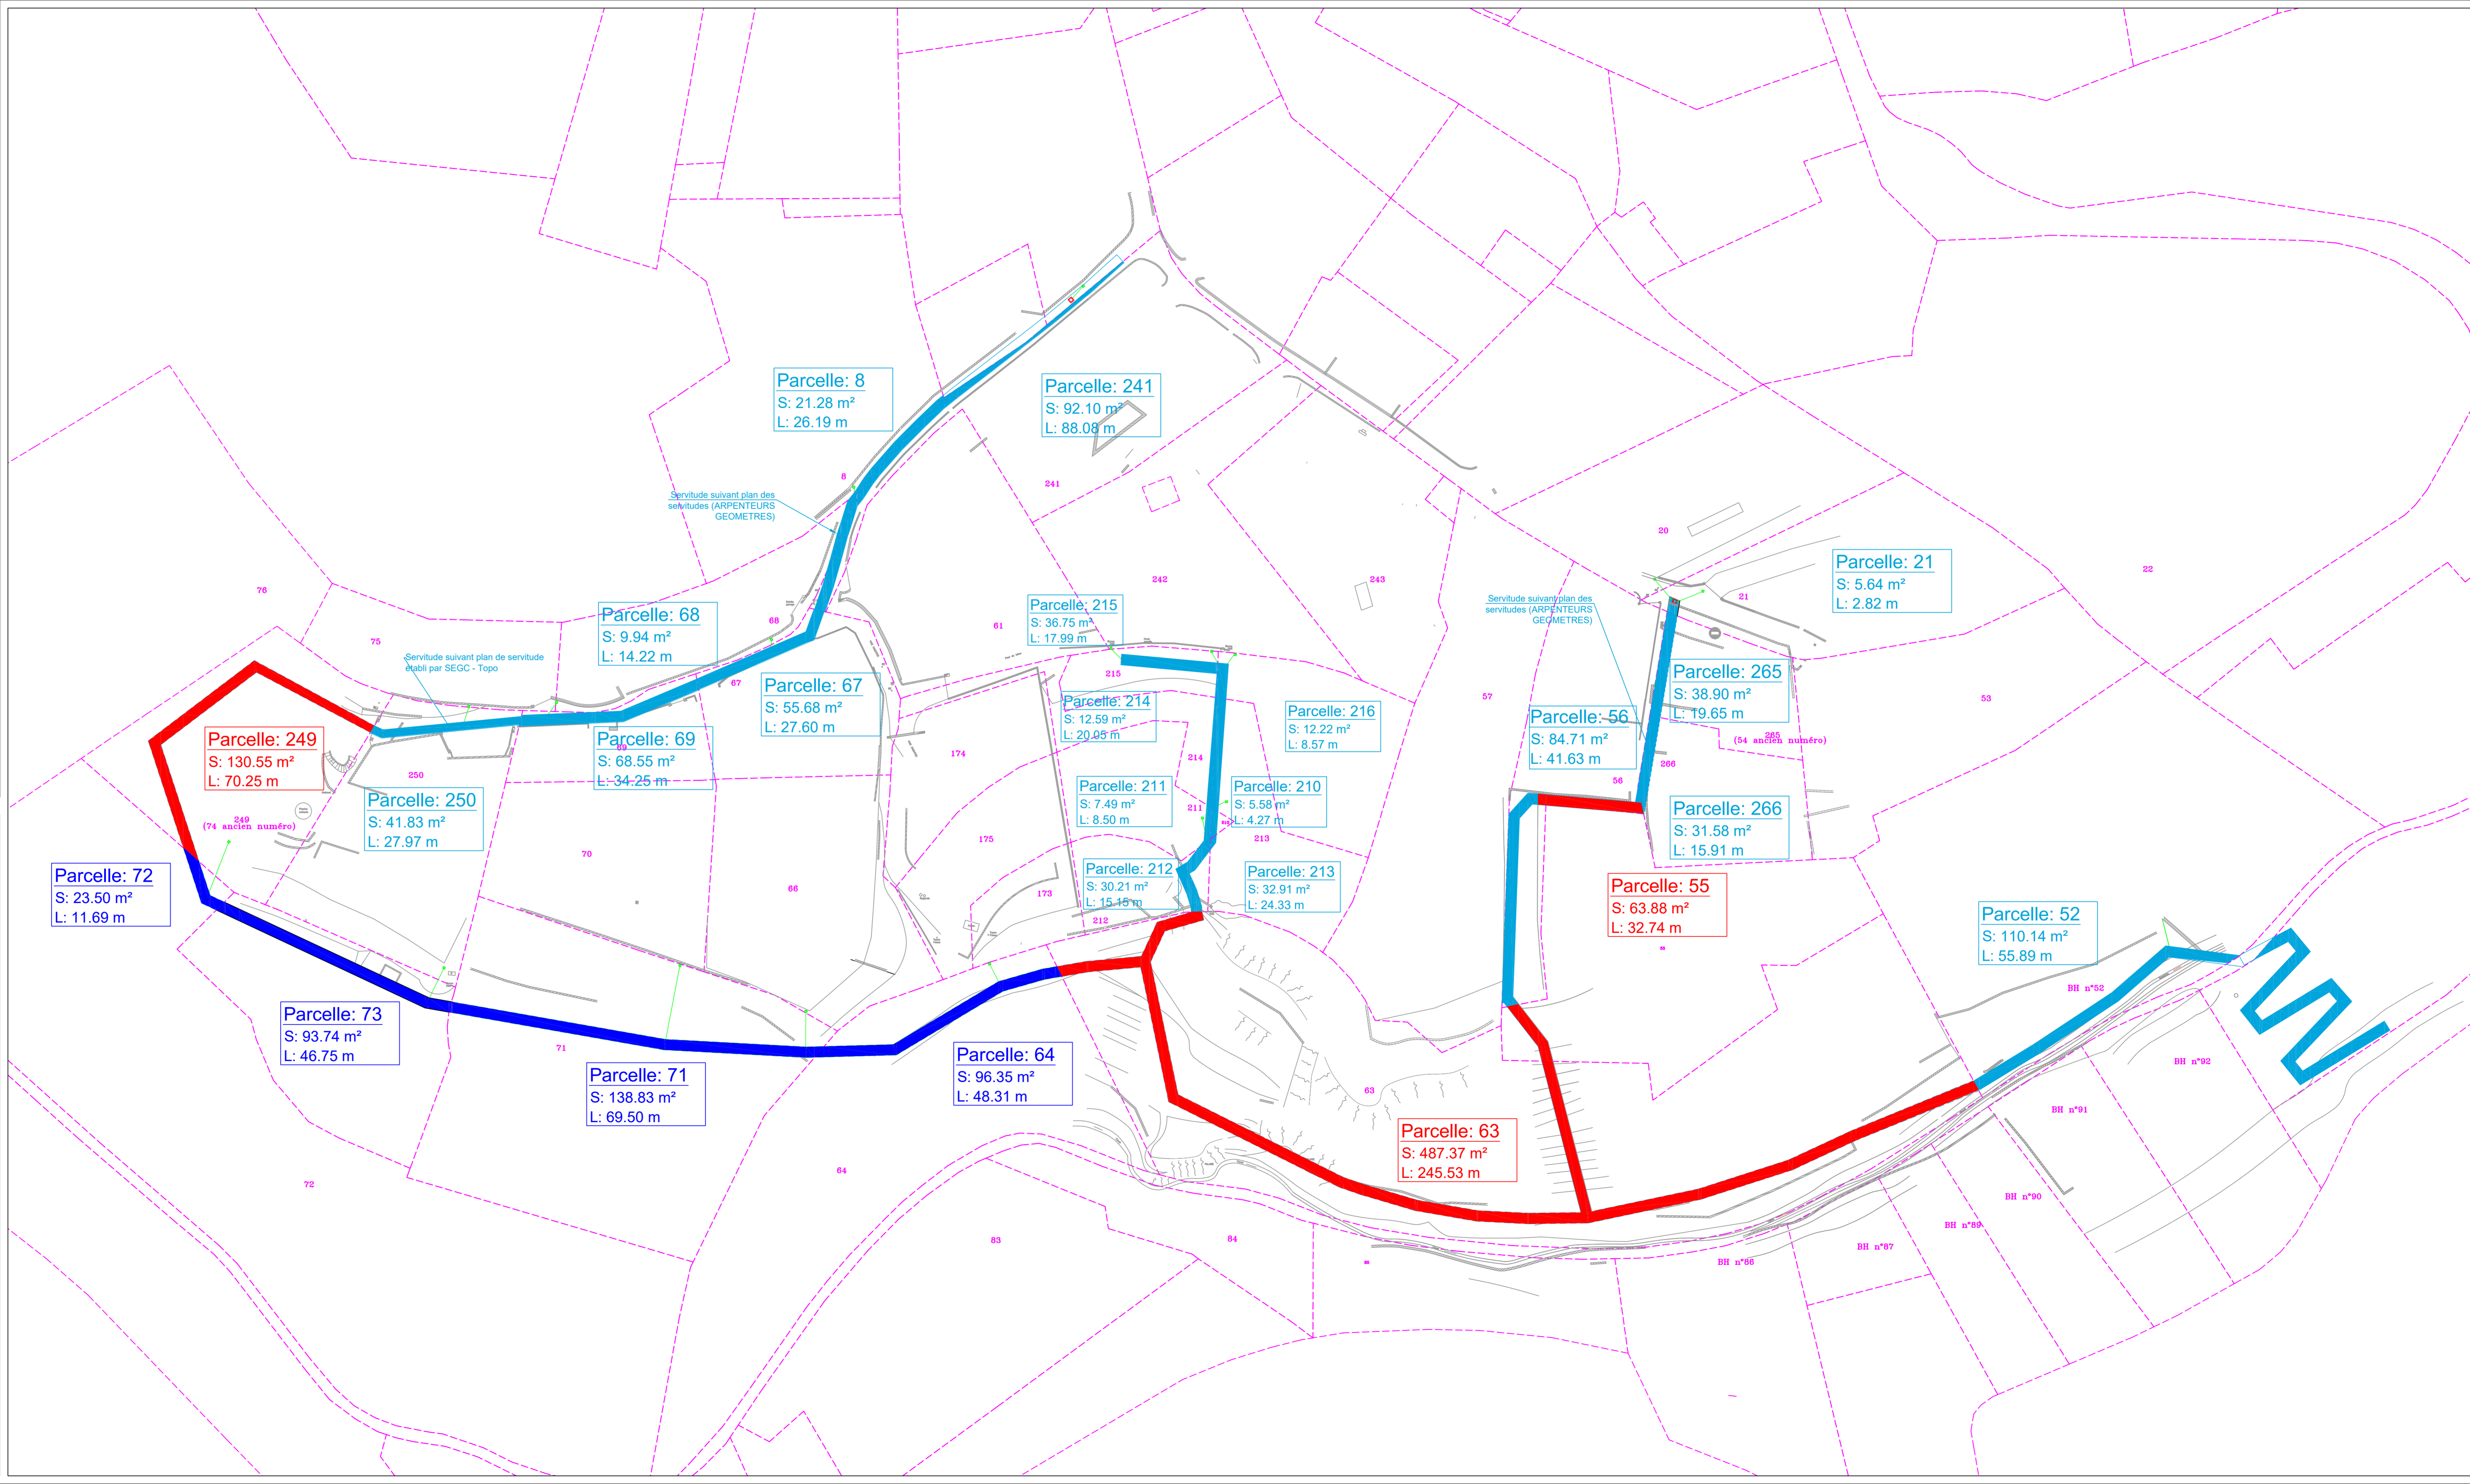 Parcelle: 8
S: 21.28 m²
L: 26.19 m
Parcelle: 241
S: 92.10 m²
L: 88.08 m
8
241
Servitude suivant plan des
servitudes (ARPENTEURS
GEOMETRES)
20
Parcelle: 21
S: 5.64 m²
L: 2.82 m
22
76
242
243
21
Servitude suivant plan des
servitudes (ARPENTEURS
GEOMETRES)
Parcelle: 68
S: 9.94 m²
L: 14.22 m
68
61
Parcelle: 215
S: 36.75 m²
L: 17.99 m
75
Servitude suivant plan de servitude
établi par SEGC - Topo
67
Parcelle: 67
S: 55.68 m²
L: 27.60 m
215
57
Parcelle: 265
S: 38.90 m²
L: 19.65 m
53
Parcelle: 214
S: 12.59 m²
L: 20.05 m
Parcelle: 216
S: 12.22 m²
L: 8.57 m
Parcelle: 56
S: 84.71 m²
L: 41.63 m
265
(54 ancien numéro)
Parcelle: 249
S: 130.55 m²
L: 70.25 m
69
Parcelle: 69
S: 68.55 m²
L: 34.25 m
174
214
266
250
56
Parcelle: 250
S: 41.83 m²
L: 27.97 m
Parcelle: 211
S: 7.49 m²
L: 8.50 m
211
Parcelle: 210
S: 5.58 m²
L: 4.27 m
Parcelle: 266
S: 31.58 m²
L: 15.91 m
249
(74 ancien numéro)
70
175
213
Parcelle: 72
S: 23.50 m²
L: 11.69 m
66
173
Parcelle: 212
S: 30.21 m²
L: 15.15 m
212
Parcelle: 213
S: 32.91 m²
L: 24.33 m
Parcelle: 55
S: 63.88 m²
L: 32.74 m
Parcelle: 52
S: 110.14 m²
L: 55.89 m
BH n°52
Parcelle: 73
S: 93.74 m²
L: 46.75 m
71
Parcelle: 71
S: 138.83 m²
L: 69.50 m
Parcelle: 64
S: 96.35 m²
L: 48.31 m
63
BH n°92
BH n°91
Parcelle: 63
S: 487.37 m²
L: 245.53 m
72
64
BH n°90
BH n°89
83
84
BH n°87
BH n°86